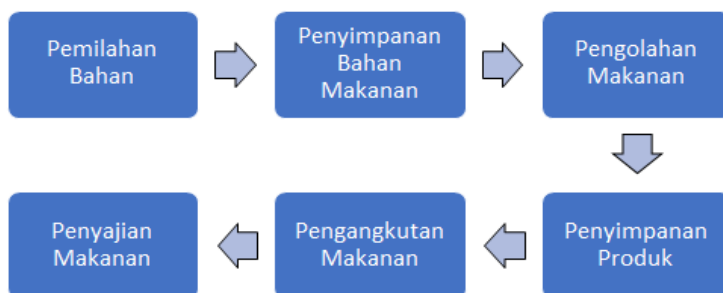 Pemilahan
Bahan
Penyimpanan
Bahan
Makanan
Pengolahan
Makanan
Penyimpanan
Produk
Pengangkutan
Makanan
Penyajian
Makanan